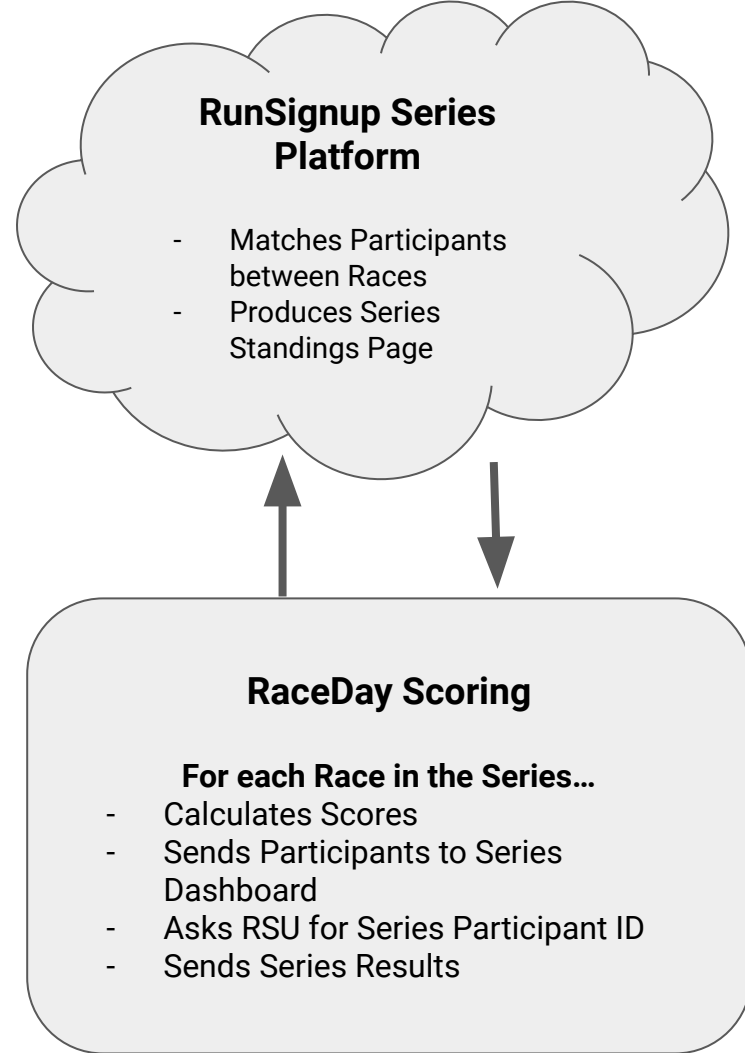 RunSignup Series
Platform
- Matches Participants
between Races
- Produces Series
Standings Page
RaceDay Scoring
For each Race in the Series…
- Calculates Scores
- Sends Participants to Series
Dashboard
- Asks RSU for Series Participant ID
- Sends Series Results